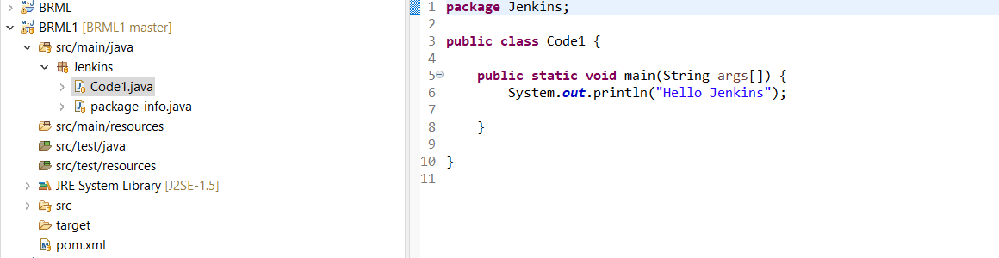 BRML
BRML1 [BRML1 master]
src/main/java
Jenkins
Code1.java
package-info.java
src/main/resources
src/test/java
src/test/resources
JRE System Library [J2SE-1.5]
src
target
pom.xml
1 package Jenkins;
2
3 public class Code1 {
4
5 public static void main(String args[]) {
6 System.out.println("Hello Jenkins");
7
8 }
9
10 }
11